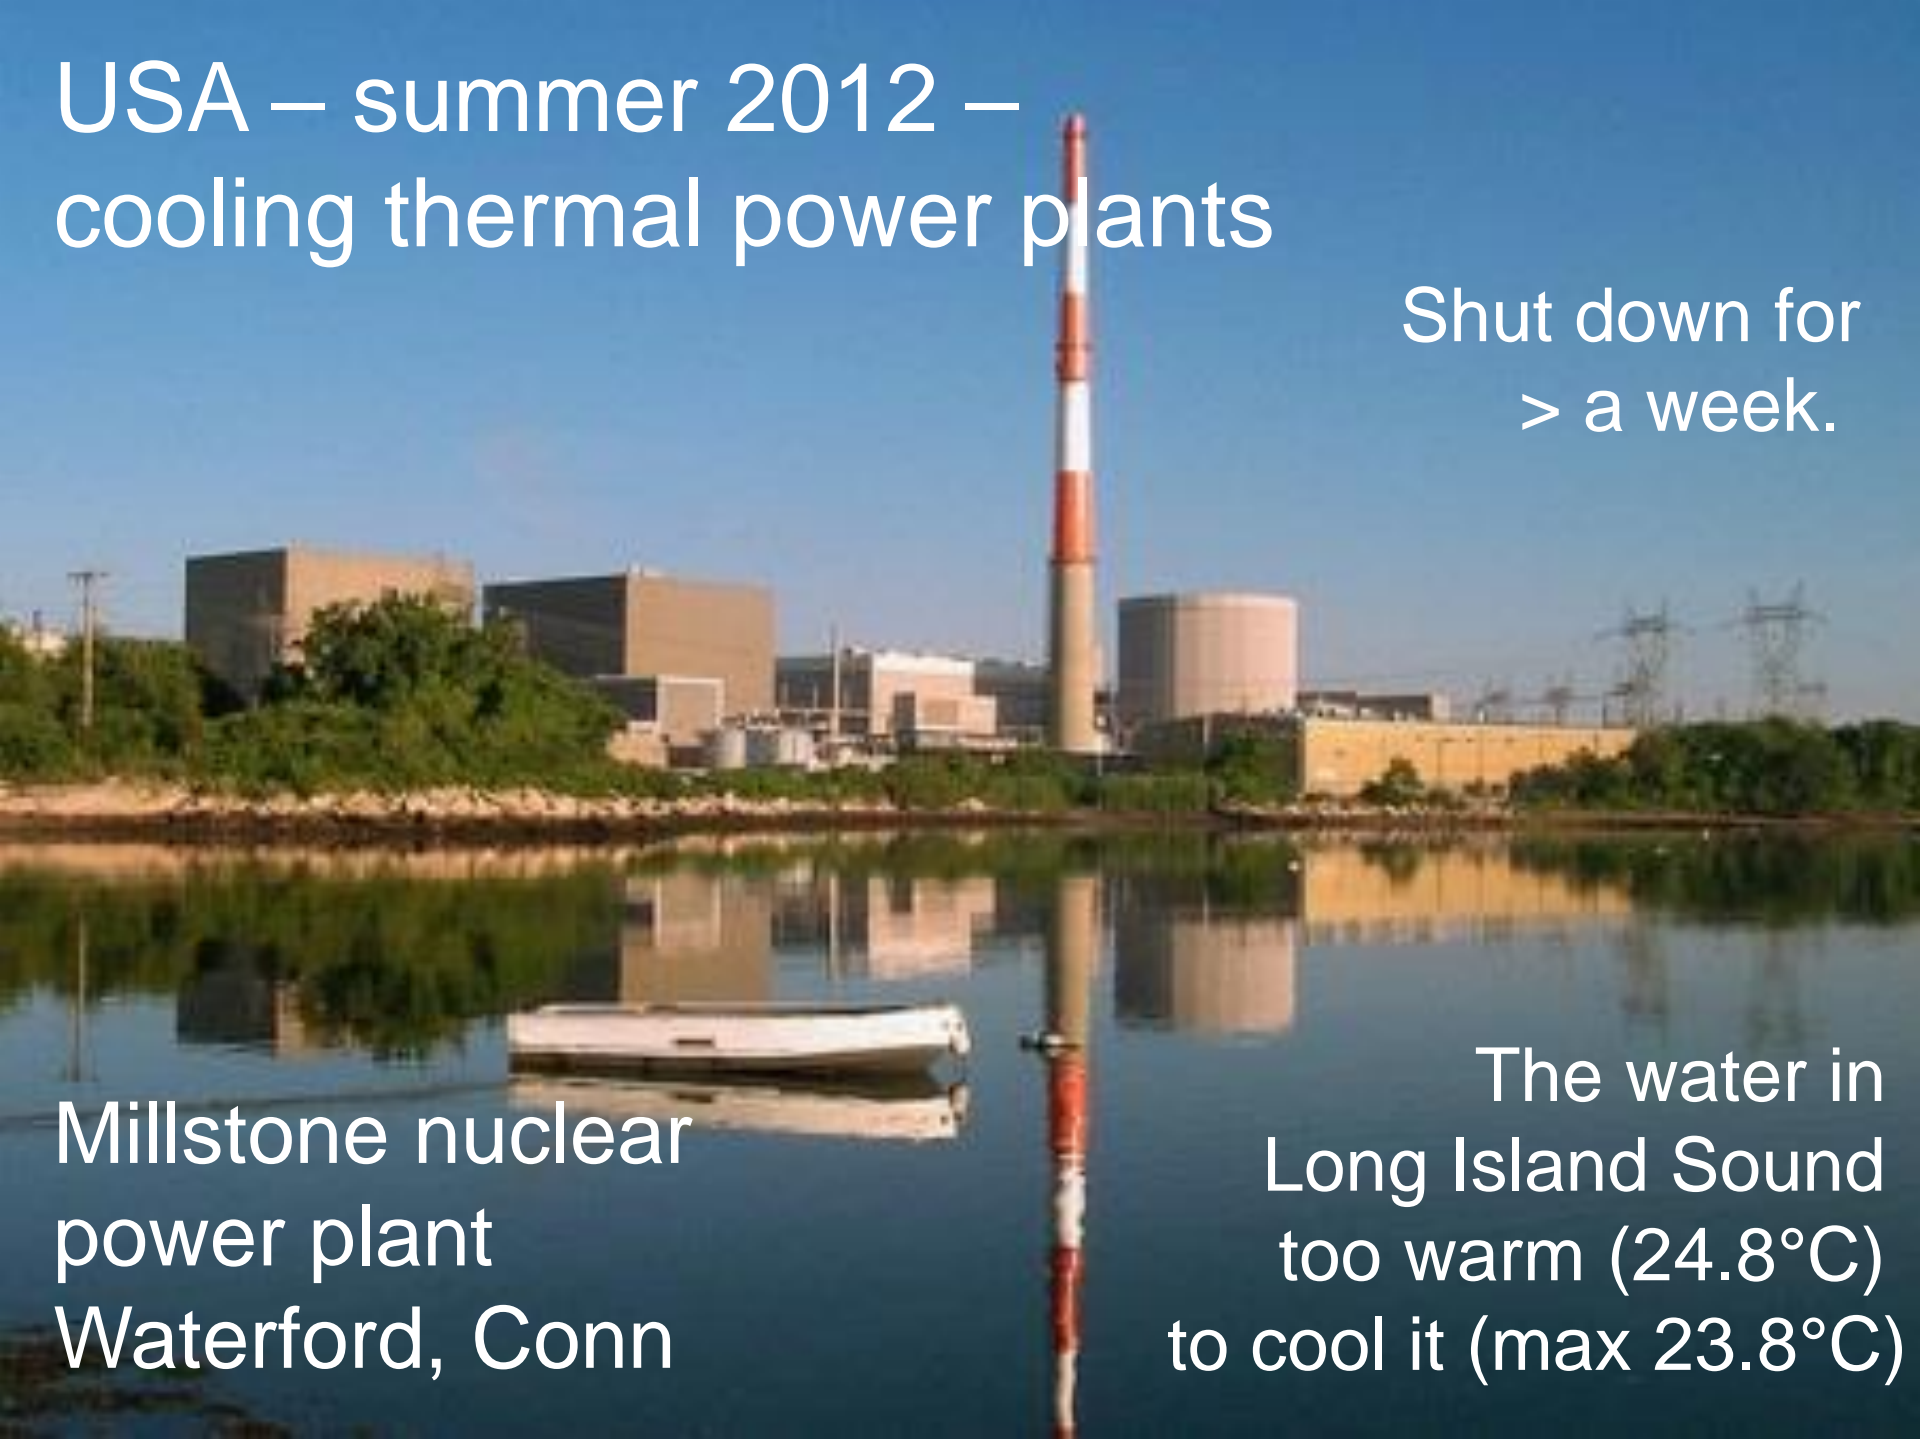 USA – summer 2012 –
cooling thermal power plants
Shut down for
> a week.
Millstone nuclear
power plant
Waterford, Conn
The water in
Long Island Sound
too warm (24.8°C)
to cool it (max 23.8°C)